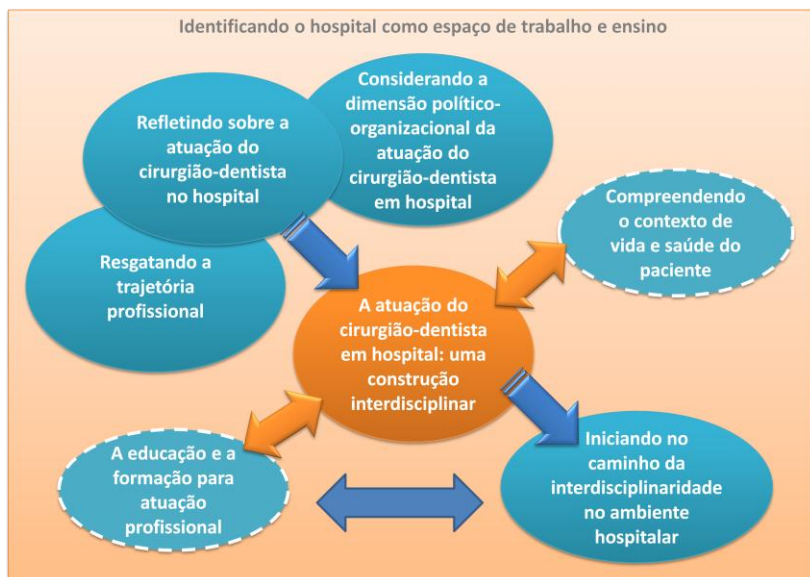 Identificando o hospital como espaço de trabalho e ensino
Refletindo sobre a
atuação do
cirurgião-dentista
no hospital
Considerando a
dimensão político-
organizacional da
atuação do
cirurgião-dentista
em hospital
Compreendendo
o contexto de
vida e saúde do
paciente
Resgatando a
trajetória
profissional
A atuação do
cirurgião-dentista
em hospital: uma
construção
interdisciplinar
A educação e a
formação para
atuação
profissional
Iniciando no
caminho da
interdisciplinaridade
no ambiente
hospitalar